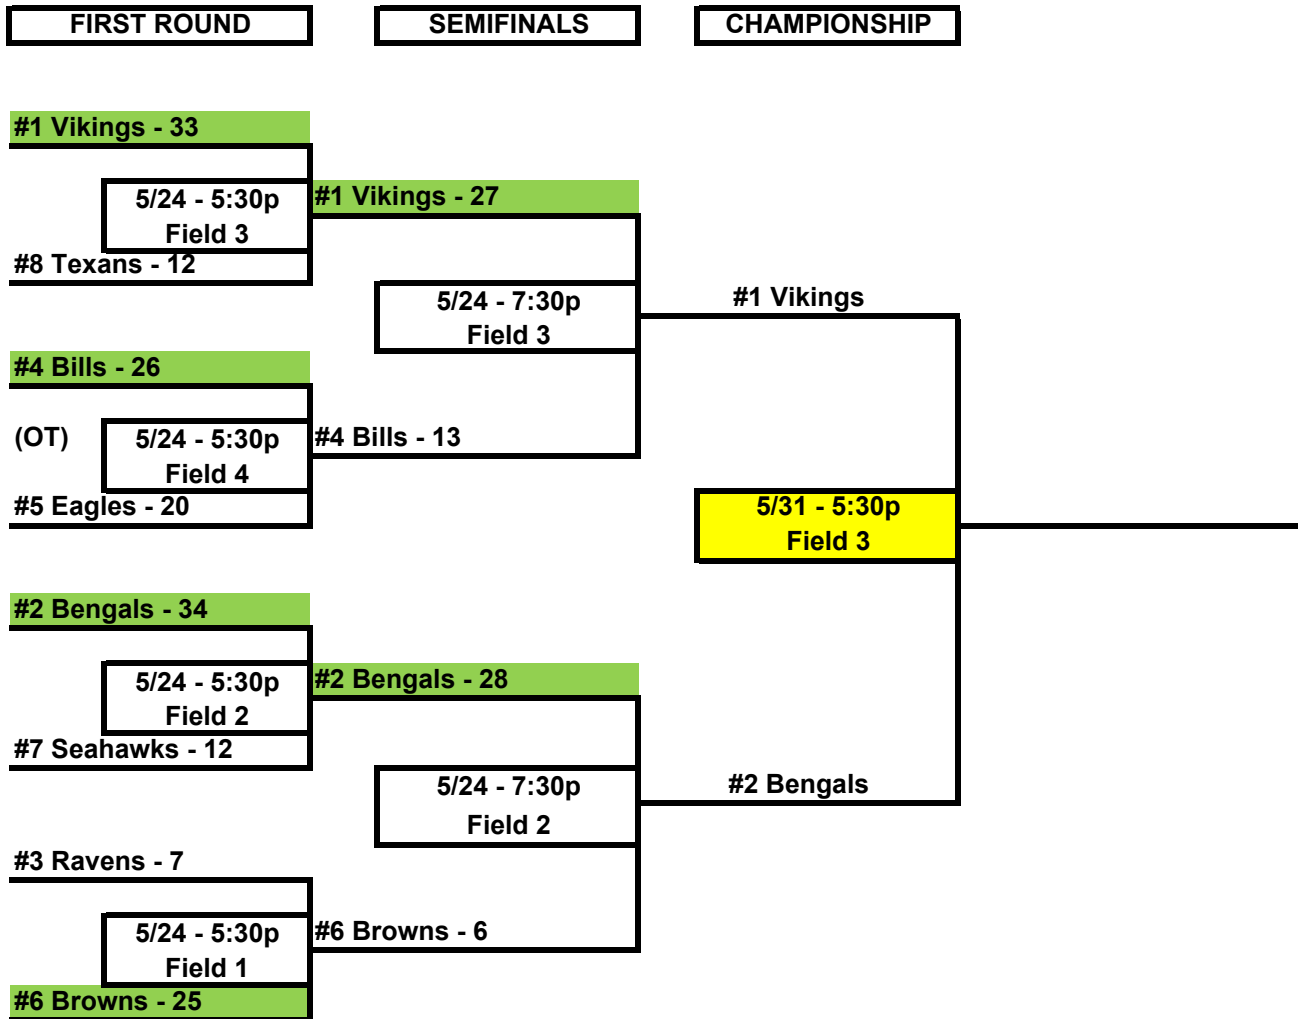 FIRST ROUND
SEMIFINALS
CHAMPIONSHIP
#1 Vikings - 33
5/24 - 5:30p
Field 3
#8 Texans - 12
#1 Vikings - 27
5/24 - 7:30p
Field 3
#1 Vikings
#4 Bills - 26
(OT)
5/24 - 5:30p
Field 4
#5 Eagles - 20
#4 Bills - 13
5/31 - 5:30p
Field 3
#2 Bengals - 34
5/24 - 5:30p
Field 2
#7 Seahawks - 12
#2 Bengals - 28
5/24 - 7:30p
Field 2
#2 Bengals
#3 Ravens - 7
5/24 - 5:30p
Field 1
#6 Browns - 25
#6 Browns - 6